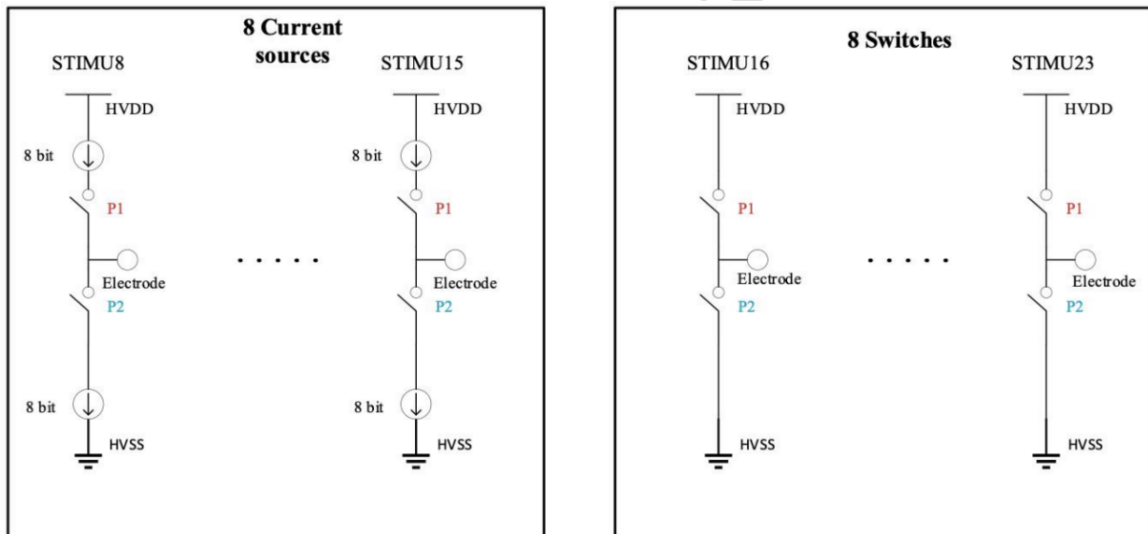 8 Current
sources
STIMU8
STIMU15
HVDD
HVDD
8 bit
8 bit
P1
P1
. . . . .
Electrode
Electrode
P2
P2
8 bit
8 bit
HVSS
HVSS
8 Switches
STIMU16
STIMU23
HVDD
HVDD
P1
P1
. . . . .
Electrode
Electrode
P2
P2
HVSS
HVSS